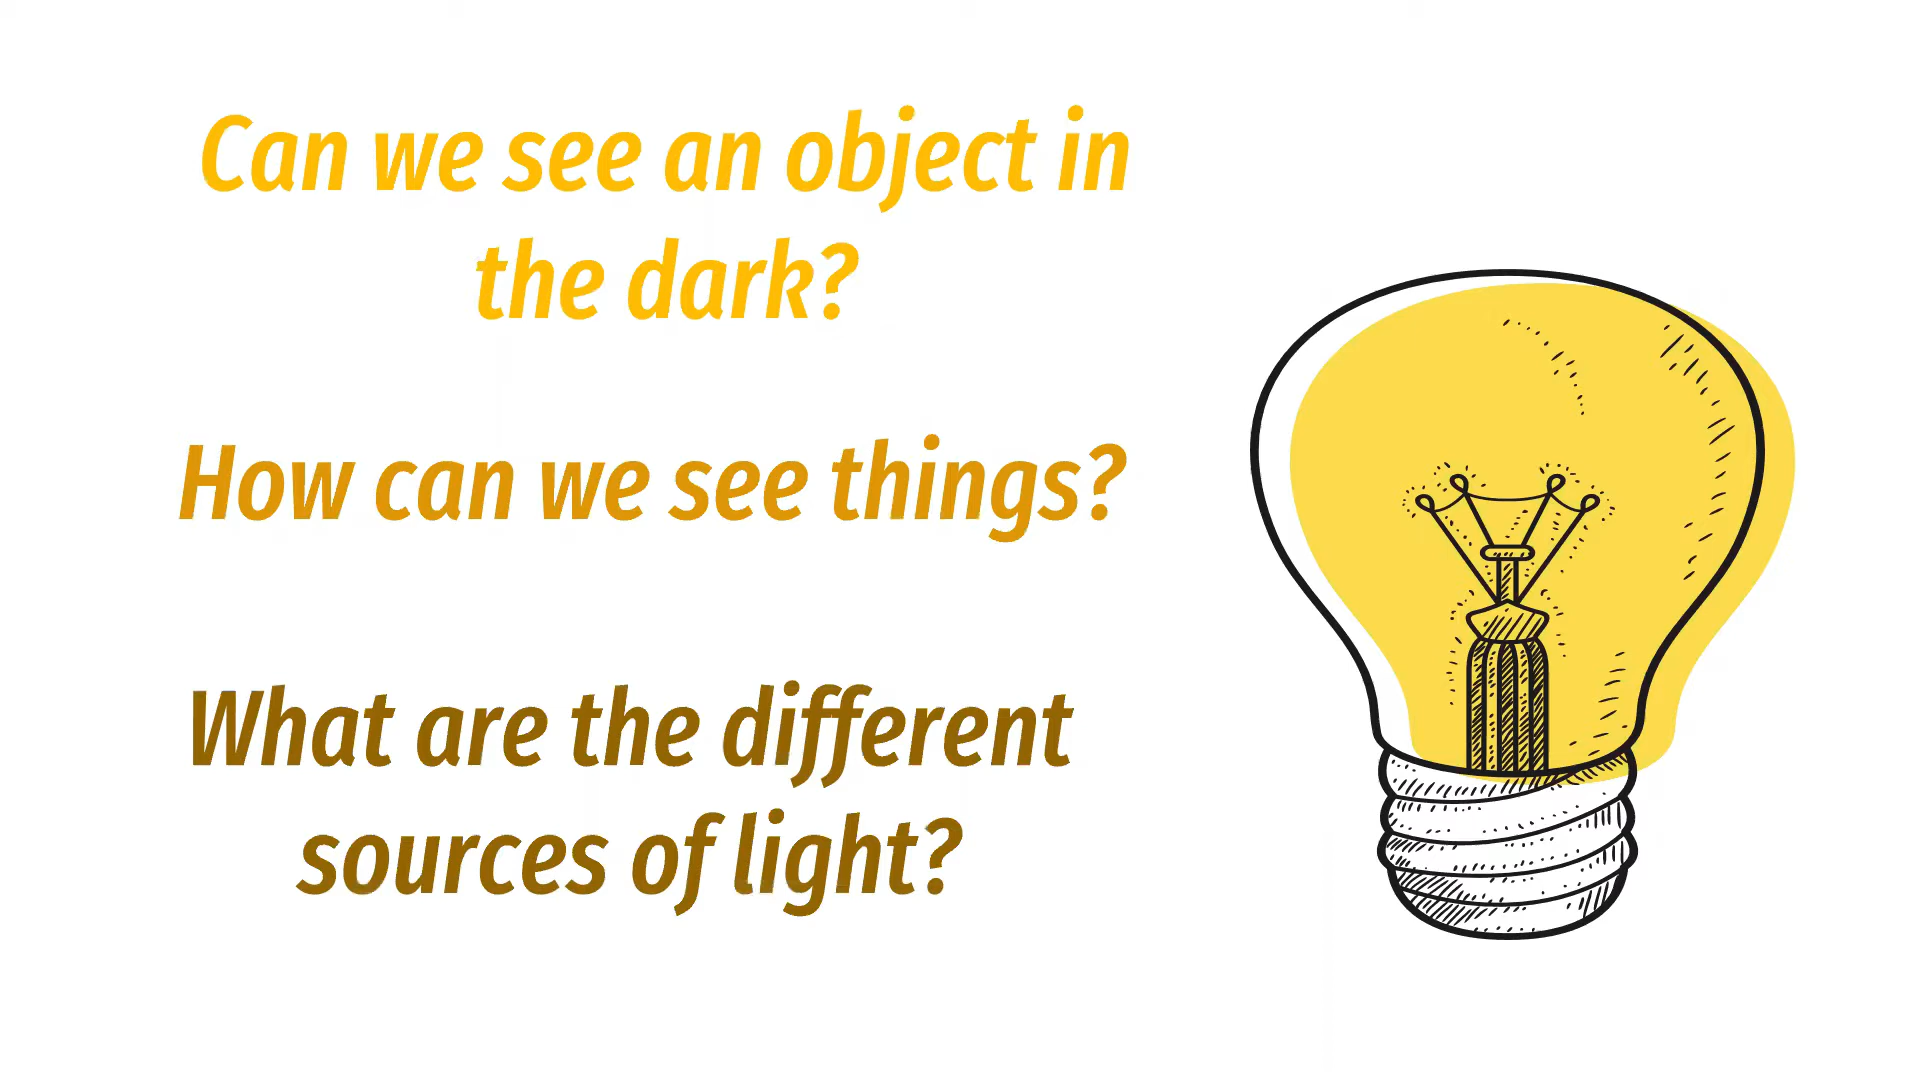 Can we see an object in
the dark?
How can we see things?
What are the different
sources of light?